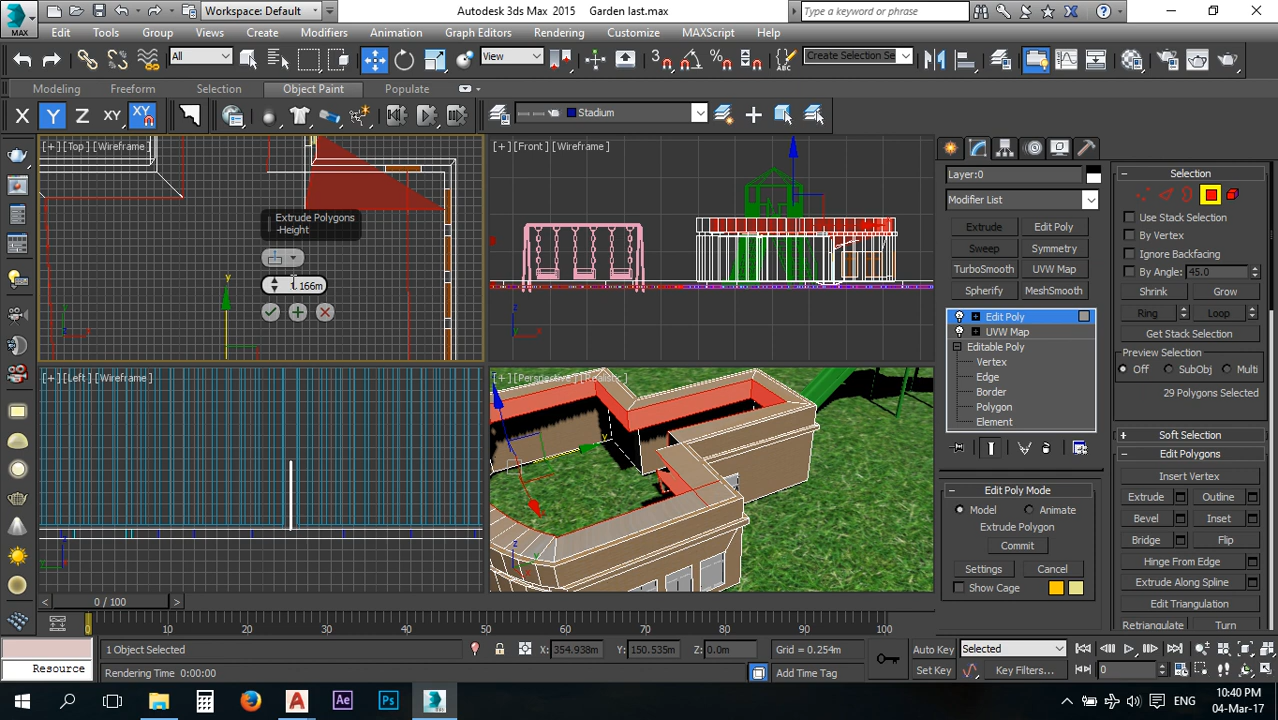 Workspace: Default
Autodesk 3ds Max 2015 Garden last.max
Type a keyword or phrase
MAX
Edit Tools Group Views Create Modifiers Animation Graph Editors Rendering Customize MAXScript Help
All View Create Selection Se
Modeling Freeform Selection Object Paint Populate
X Y Z XY XY Stadium
[+] [Top] [Wireframe]
[+] [Front] [Wireframe]
Extrude Polygons
-Height
166m
[+] [Left] [Wireframe]
[+] [Perspective] [Realistic]
Layer:0
Modifier List
Extrude Edit Poly
Sweep Symmetry
TurboSmooth UVW Map
Spherify MeshSmooth
Edit Poly
UVW Map
Editable Poly
Vertex
Edge
Border
Polygon
Element
Edit Poly Mode
Model Animate
Extrude Polygon
Commit
Settings Cancel
Show Cage
Selection
Use Stack Selection
By Vertex
Ignore Backfacing
By Angle: 45.0
Shrink Grow
Ring Loop
Get Stack Selection
Preview Selection
Off SubObj Multi
29 Polygons Selected
Soft Selection
Edit Polygons
Insert Vertex
Extrude Outline
Bevel Inset
Bridge Flip
Hinge From Edge
Extrude Along Spline
Edit Triangulation
Retriangulate Turn
0 / 100
0 10 20 30 40 50 60 70 80 90 100
1 Object Selected X: 354.938m Y: 150.535m Z: 0.0m Grid = 0.254m Auto Key Selected
Resource Rendering Time 0:00:00 Add Time Tag Set Key Key Filters... 0
Ae Ps ENG
10:40 PM
04-Mar-17